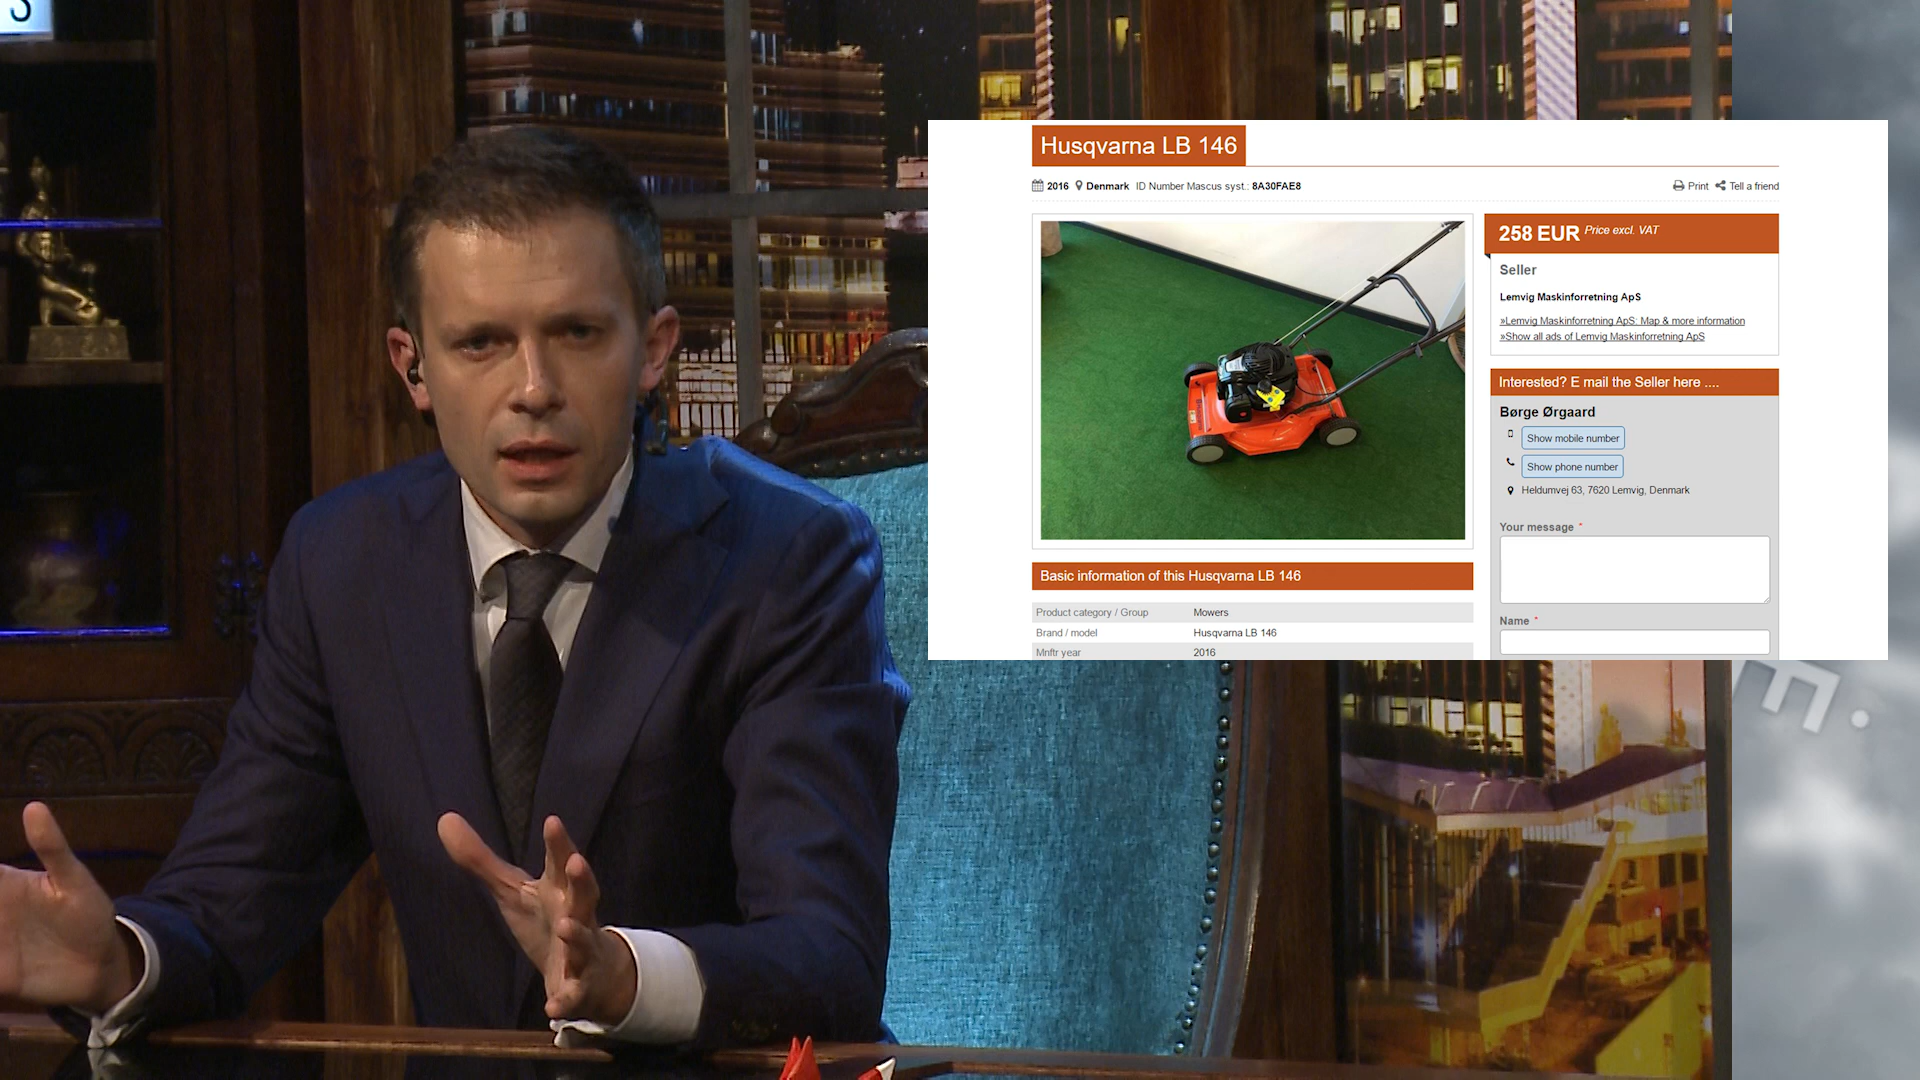 S
Husqvarna LB 146
2016 Denmark ID Number Mascus syst.: 8A30FAE8
Print Tell a friend
258 EUR Price excl. VAT
Seller
Lemvig Maskinforretning ApS
»Lemvig Maskinforretning ApS: Map & more information
»Show all ads of Lemvig Maskinforretning ApS
Interested? E mail the Seller here ....
Børge Ørgaard
Show mobile number
Show phone number
Heldumvej 63, 7620 Lemvig, Denmark
Your message *
Name *
Basic information of this Husqvarna LB 146
Product category / Group Mowers
Brand / model Husqvarna LB 146
Mnftr year 2016